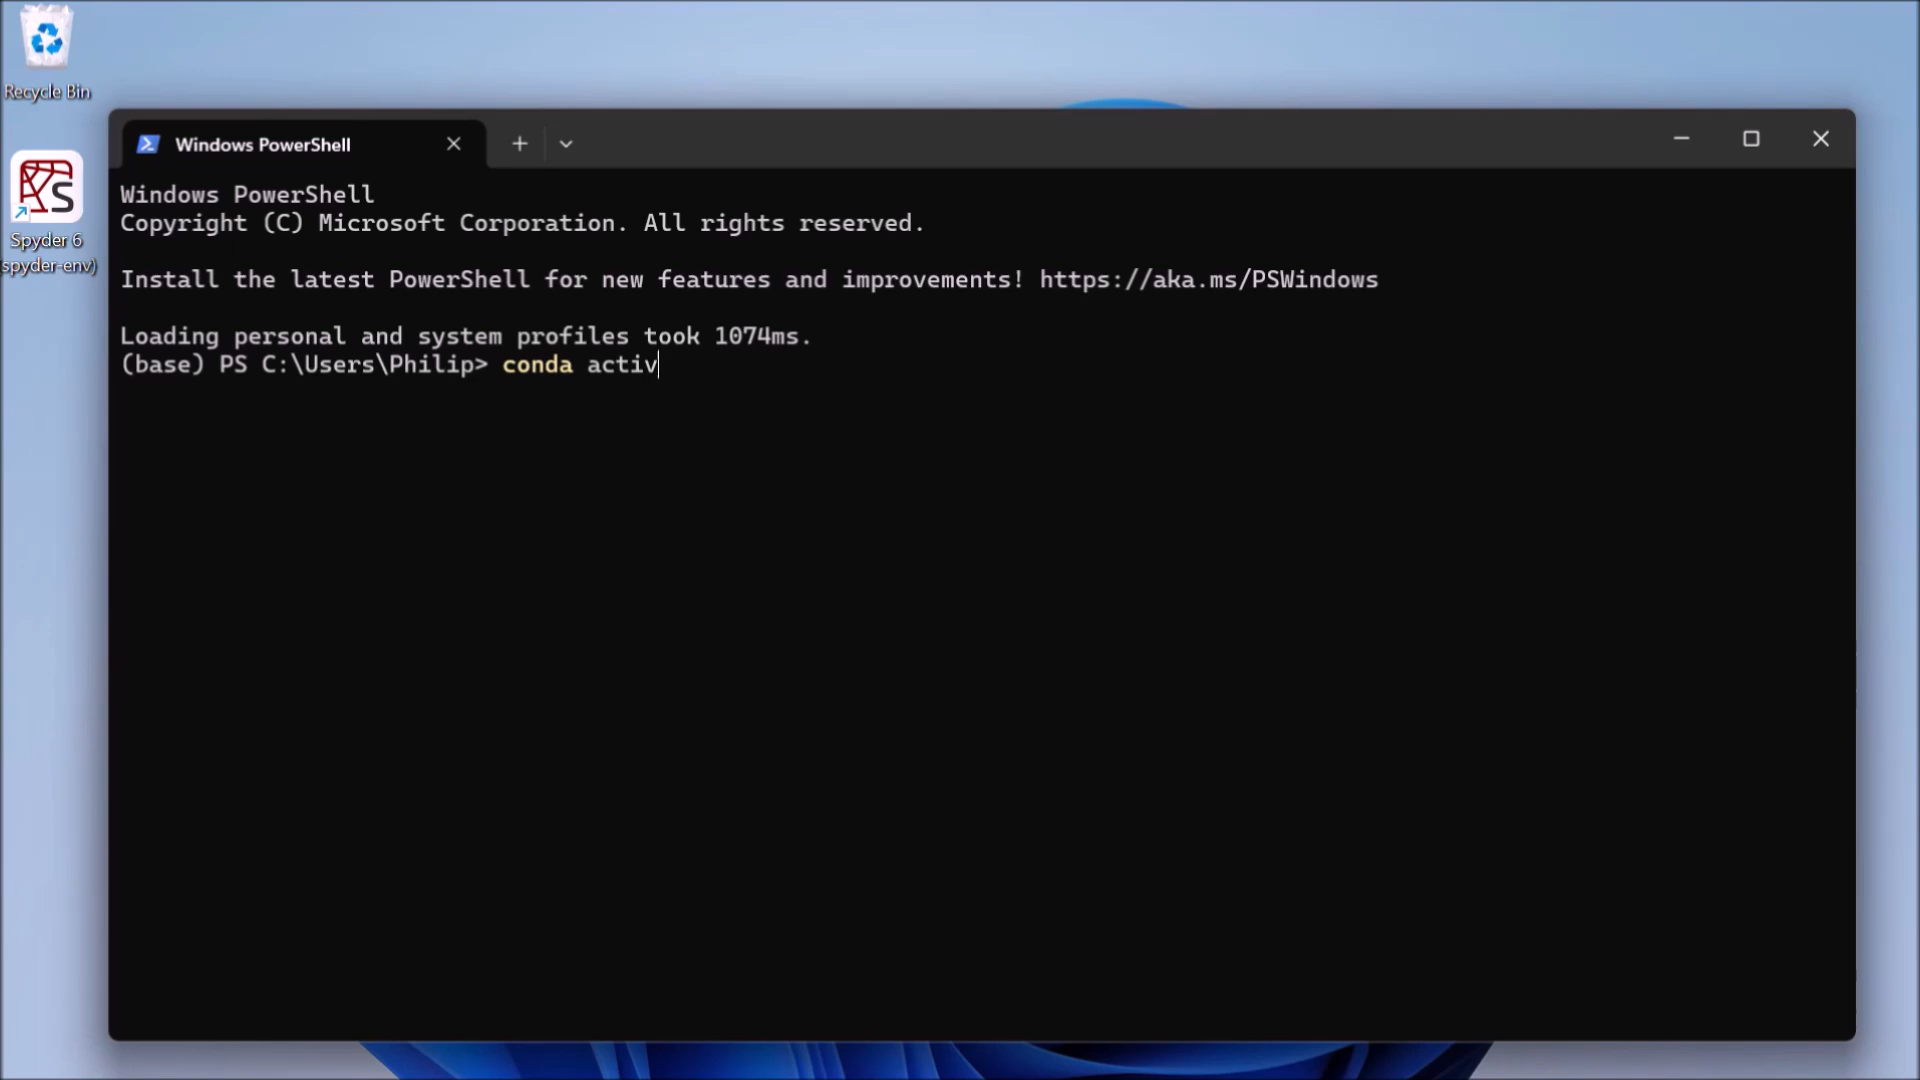 Recycle Bin
Spyder 6
spyder-env)
Windows PowerShell
Windows PowerShell
Copyright (C) Microsoft Corporation. All rights reserved.
Install the latest PowerShell for new features and improvements! https://aka.ms/PSWindows
Loading personal and system profiles took 1074ms.
(base) PS C:\Users\Philip> conda activ